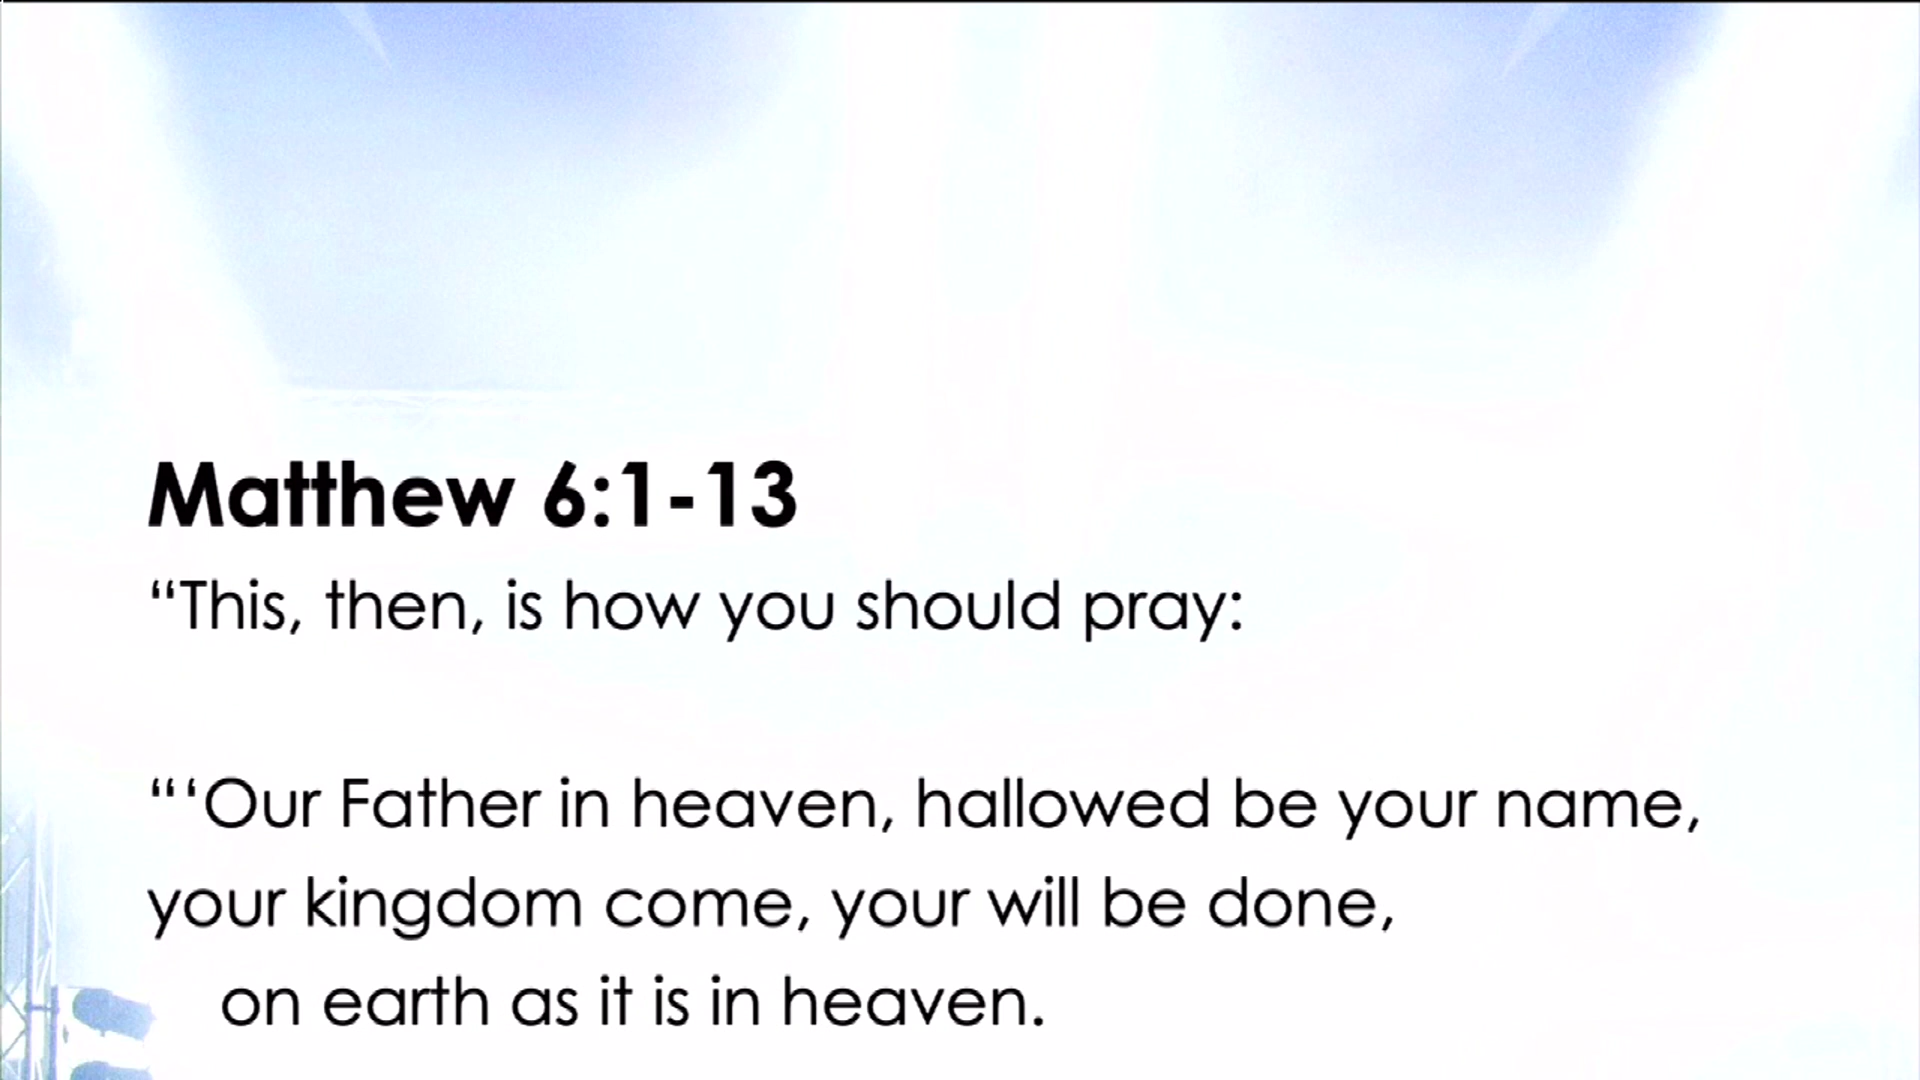 Matthew 6:1-13
“This, then, is how you should pray:
“‘Our Father in heaven, hallowed be your name,
your kingdom come, your will be done,
on earth as it is in heaven.